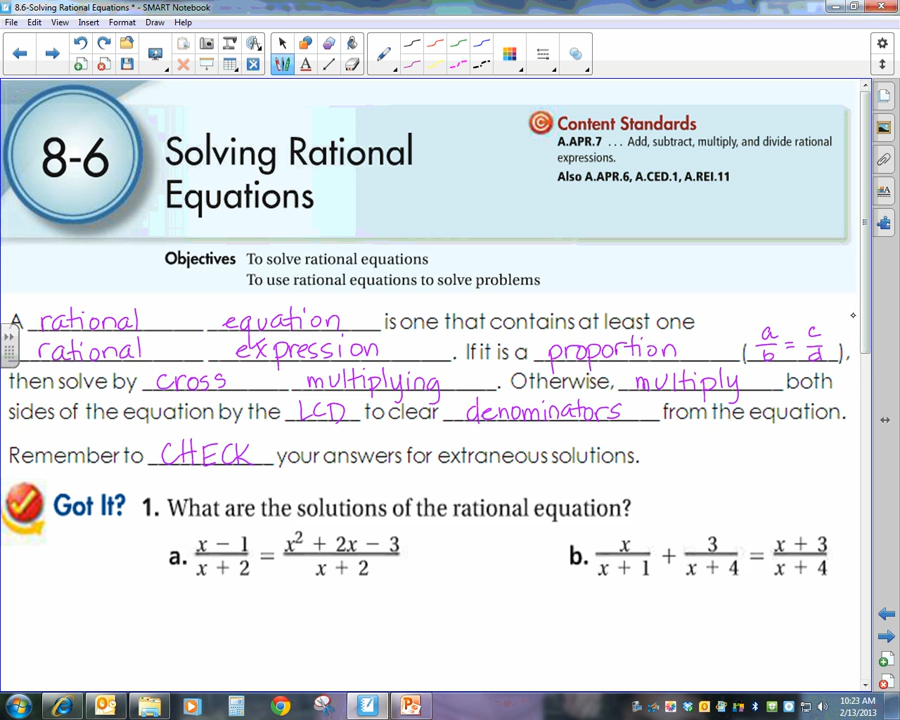 8.6-Solving Rational Equations * - SMART Notebook
File Edit View Insert Format Draw Help
8-6
Solving Rational
Equations
Content Standards
A.APR.7 ... Add, subtract, multiply, and divide rational
expressions.
Also A.APR.6, A.CED.1, A.REI.11
Objectives To solve rational equations
To use rational equations to solve problems
A rational equation is one that contains at least one
rational expression. If it is a proportion (a/b = c/d),
then solve by cross multiplying. Otherwise, multiply both
sides of the equation by the LCD to clear denominators from the equation.
Remember to CHECK your answers for extraneous solutions.
Got It? 1. What are the solutions of the rational equation?
a. (x − 1)/(x + 2) = (x² + 2x − 3)/(x + 2) b. x/(x + 1) + 3/(x + 4) = (x + 3)/(x + 4)
10:23 AM
2/13/2013